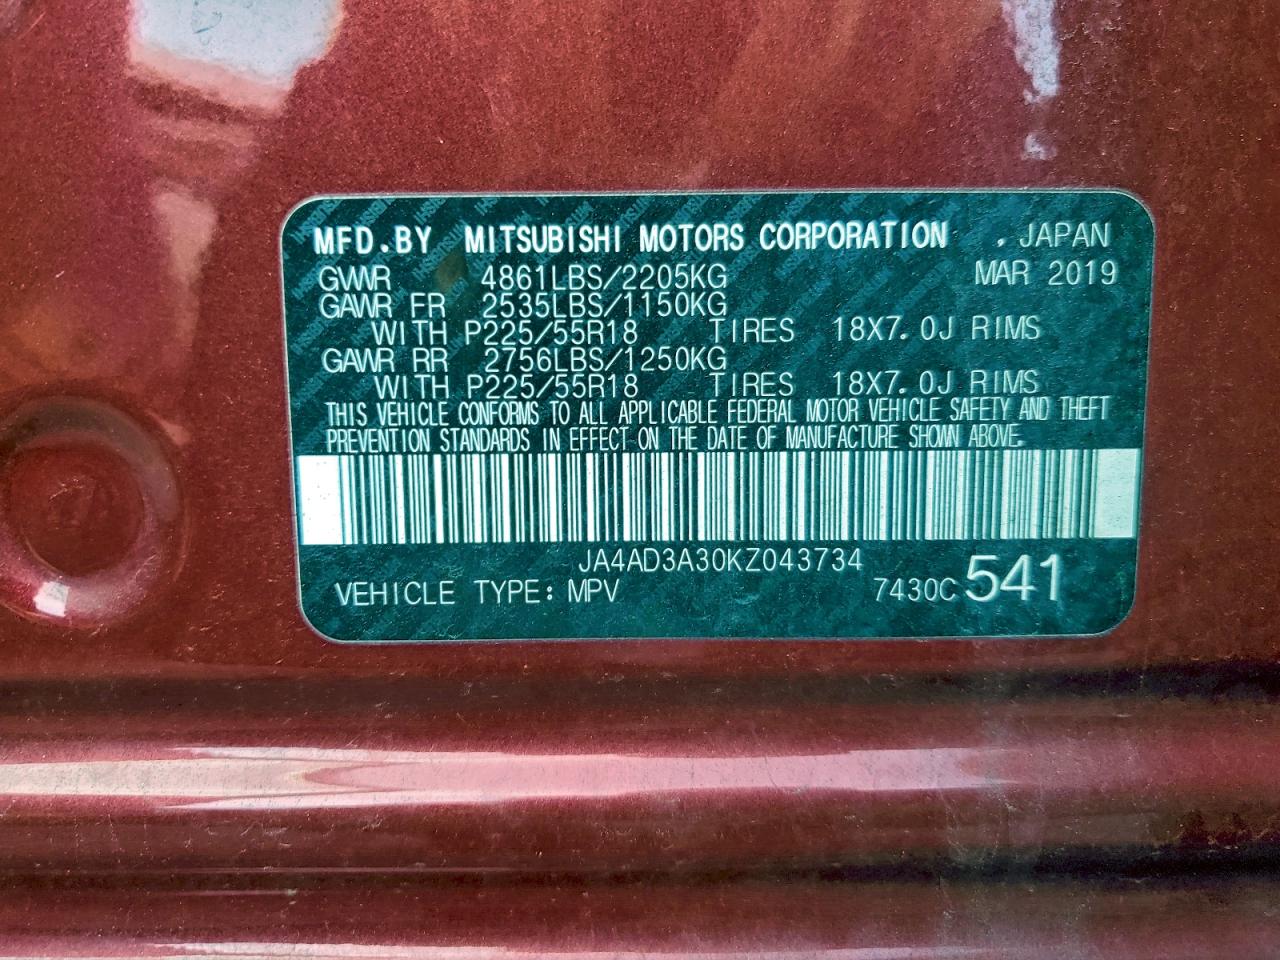 MFD.BY MITSUBISHI MOTORS CORPORATION . JAPAN
GVWR 4861LBS/2205KG MAR 2019
GAWR FR 2535LBS/1150KG
WITH P225/55R18 TIRES 18X7.0J RIMS
GAWR RR 2756LBS/1250KG
WITH P225/55R18 TIRES 18X7.0J RIMS
THIS VEHICLE CONFORMS TO ALL APPLICABLE FEDERAL MOTOR VEHICLE SAFETY AND THEFT
PREVENTION STANDARDS IN EFFECT ON THE DATE OF MANUFACTURE SHOWN ABOVE.
JA4AD3A30KZ043734
VEHICLE TYPE: MPV 7430C 541